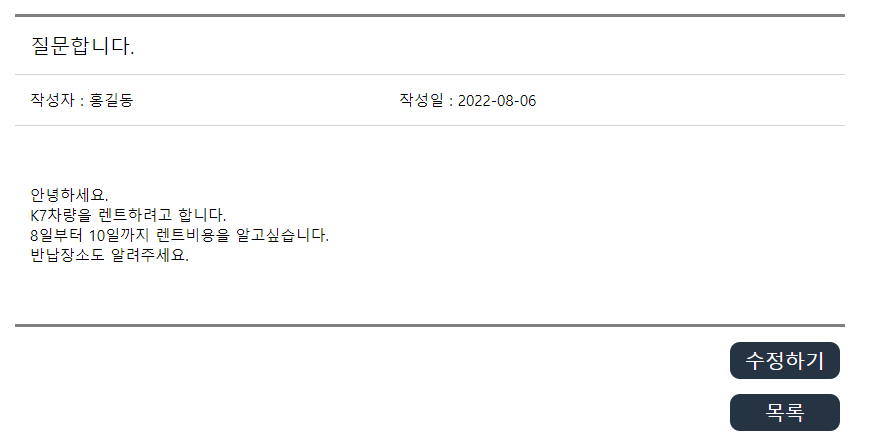 질문합니다.
작성자 : 홍길동 작성일 : 2022-08-06
안녕하세요.
K7차량을 렌트하려고 합니다.
8일부터 10일까지 렌트비용을 알고싶습니다.
반납장소도 알려주세요.
수정하기
목록